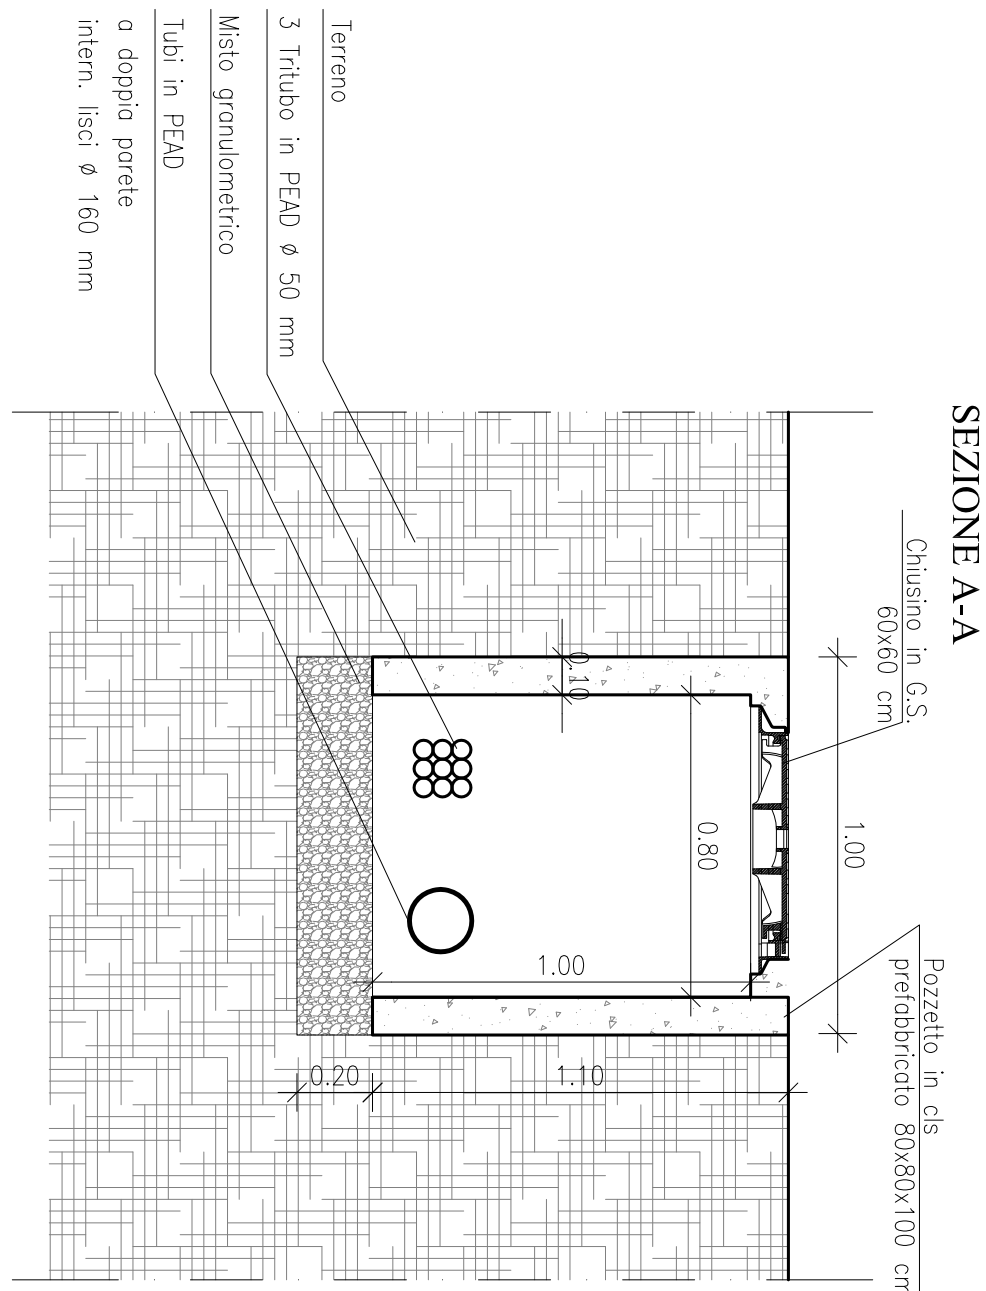 SEZIONE A-A
Chiusino in G.S.
60x60 cm
Pozzetto in cls
prefabbricato 80x80x100 cm
1.00
0.80
0.10
1.00
1.10
0.20
Terreno
3 Tritubo in PEAD ø 50 mm
Misto granulometrico
Tubi in PEAD
a doppia parete
intern. lisci ø 160 mm